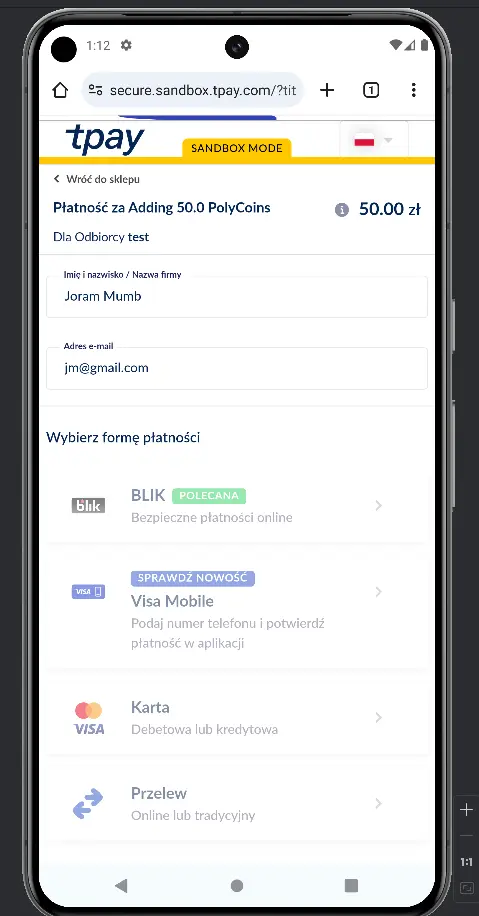 1:12
secure.sandbox.tpay.com/?tit
1
tpay
SANDBOX MODE
Wróć do sklepu
Płatność za Adding 50.0 PolyCoins
50.00 zł
Dla Odbiorcy test
Imię i nazwisko / Nazwa firmy
Joram Mumb
Adres e-mail
jm@gmail.com
Wybierz formę płatności
blik
BLIK POLECANA
Bezpieczne płatności online
SPRAWDŹ NOWOŚĆ
VISA
Visa Mobile
Podaj numer telefonu i potwierdź
płatność w aplikacji
Karta
VISA
Debetowa lub kredytowa
Przelew
Online lub tradycyjny
1:1